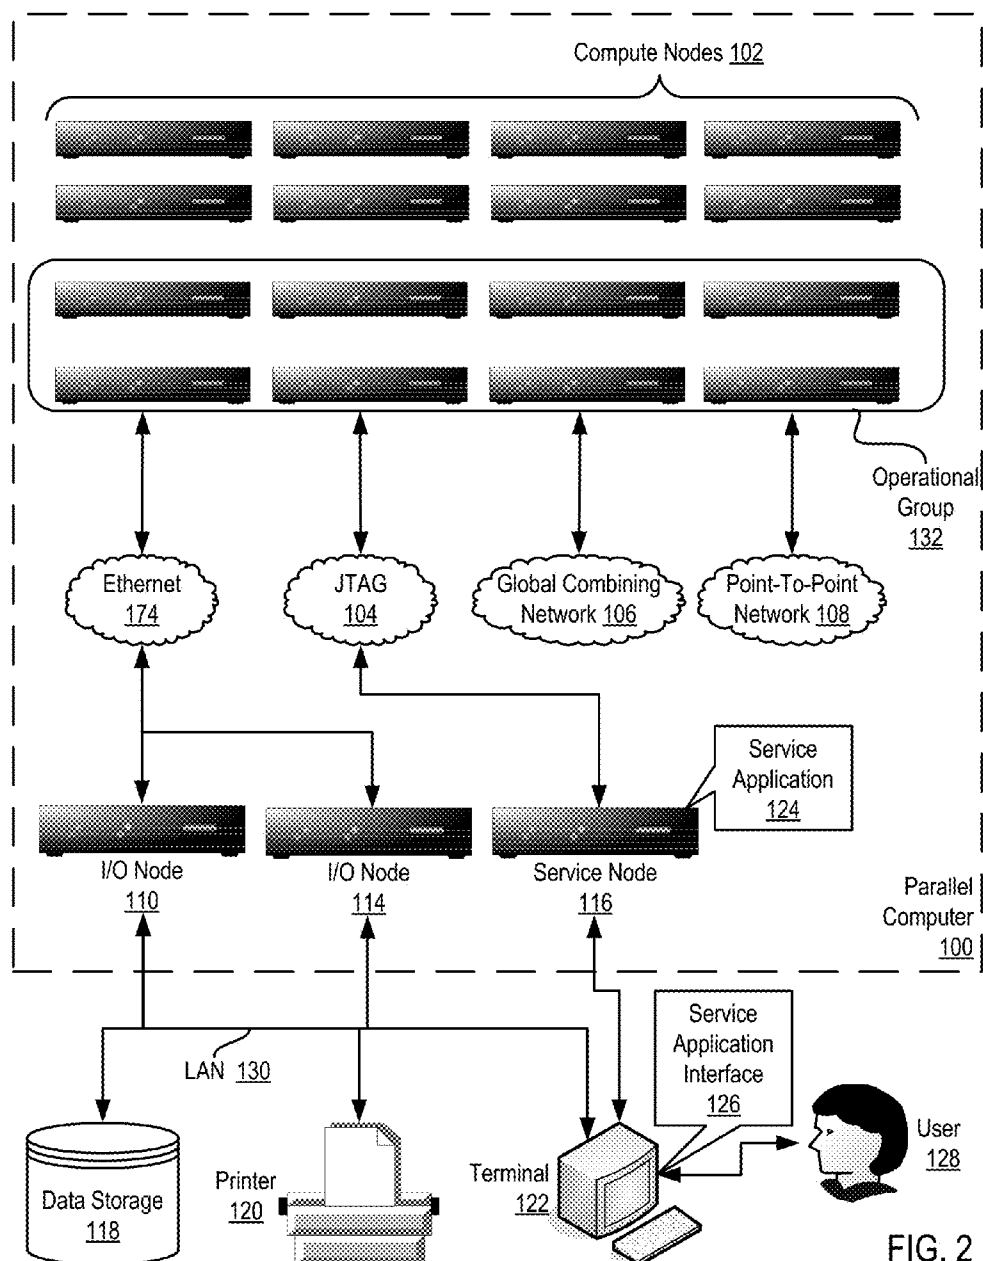 Compute Nodes 102
Operational
Group
132
Ethernet
174
JTAG
104
Global Combining
Network 106
Point-To-Point
Network 108
Service
Application
124
I/O Node
110
I/O Node
114
Service Node
116
Parallel
Computer
100
Service
Application
Interface
126
LAN 130
User
128
Data Storage
118
Printer
120
Terminal
122
FIG. 2